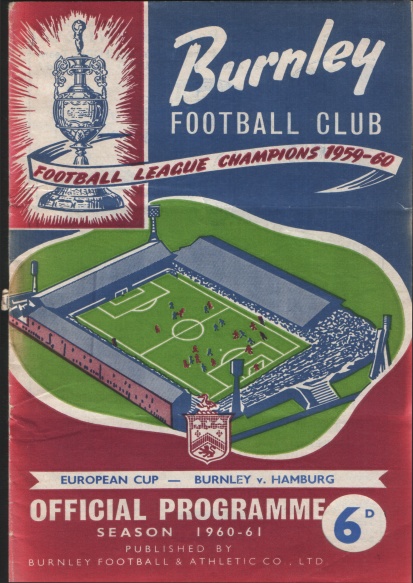 Burnley
FOOTBALL CLUB
FOOTBALL LEAGUE CHAMPIONS 1959-60
EUROPEAN CUP — BURNLEY v. HAMBURG
OFFICIAL PROGRAMME
6D
SEASON 1960-61
PUBLISHED BY
BURNLEY FOOTBALL & ATHLETIC CO., LTD.